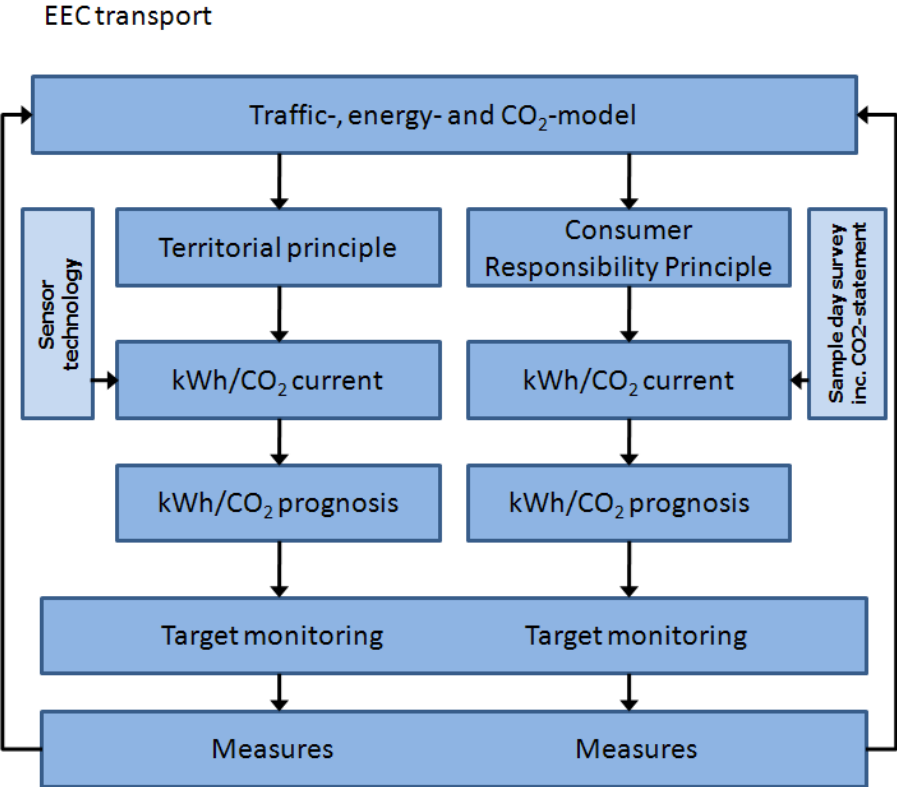 EEC transport
Traffic-, energy- and CO₂-model
Territorial principle
Consumer
Responsibility Principle
Sensor
technology
Sample day survey
inc. CO2-statement
kWh/CO₂ current
kWh/CO₂ current
kWh/CO₂ prognosis
kWh/CO₂ prognosis
Target monitoring
Target monitoring
Measures
Measures